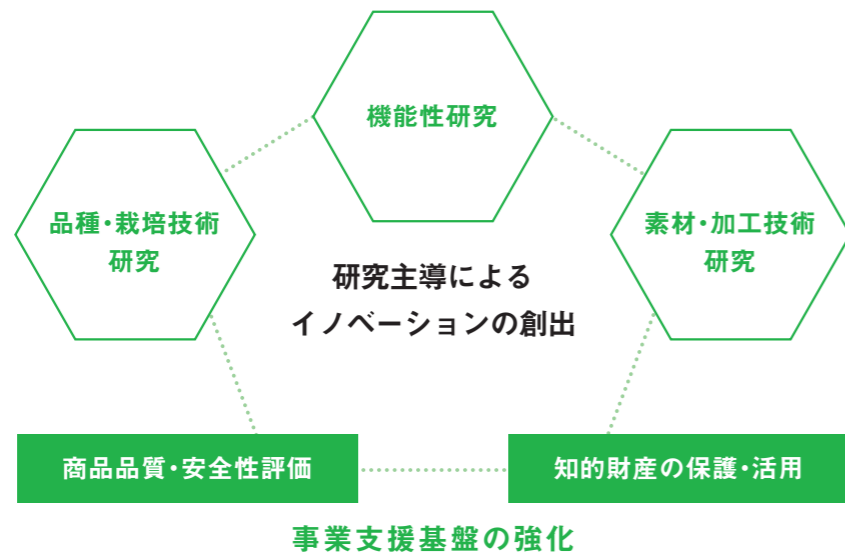 機能性研究
品種・栽培技術
研究
素材・加工技術
研究
研究主導による
イノベーションの創出
商品品質・安全性評価
知的財産の保護・活用
事業支援基盤の強化